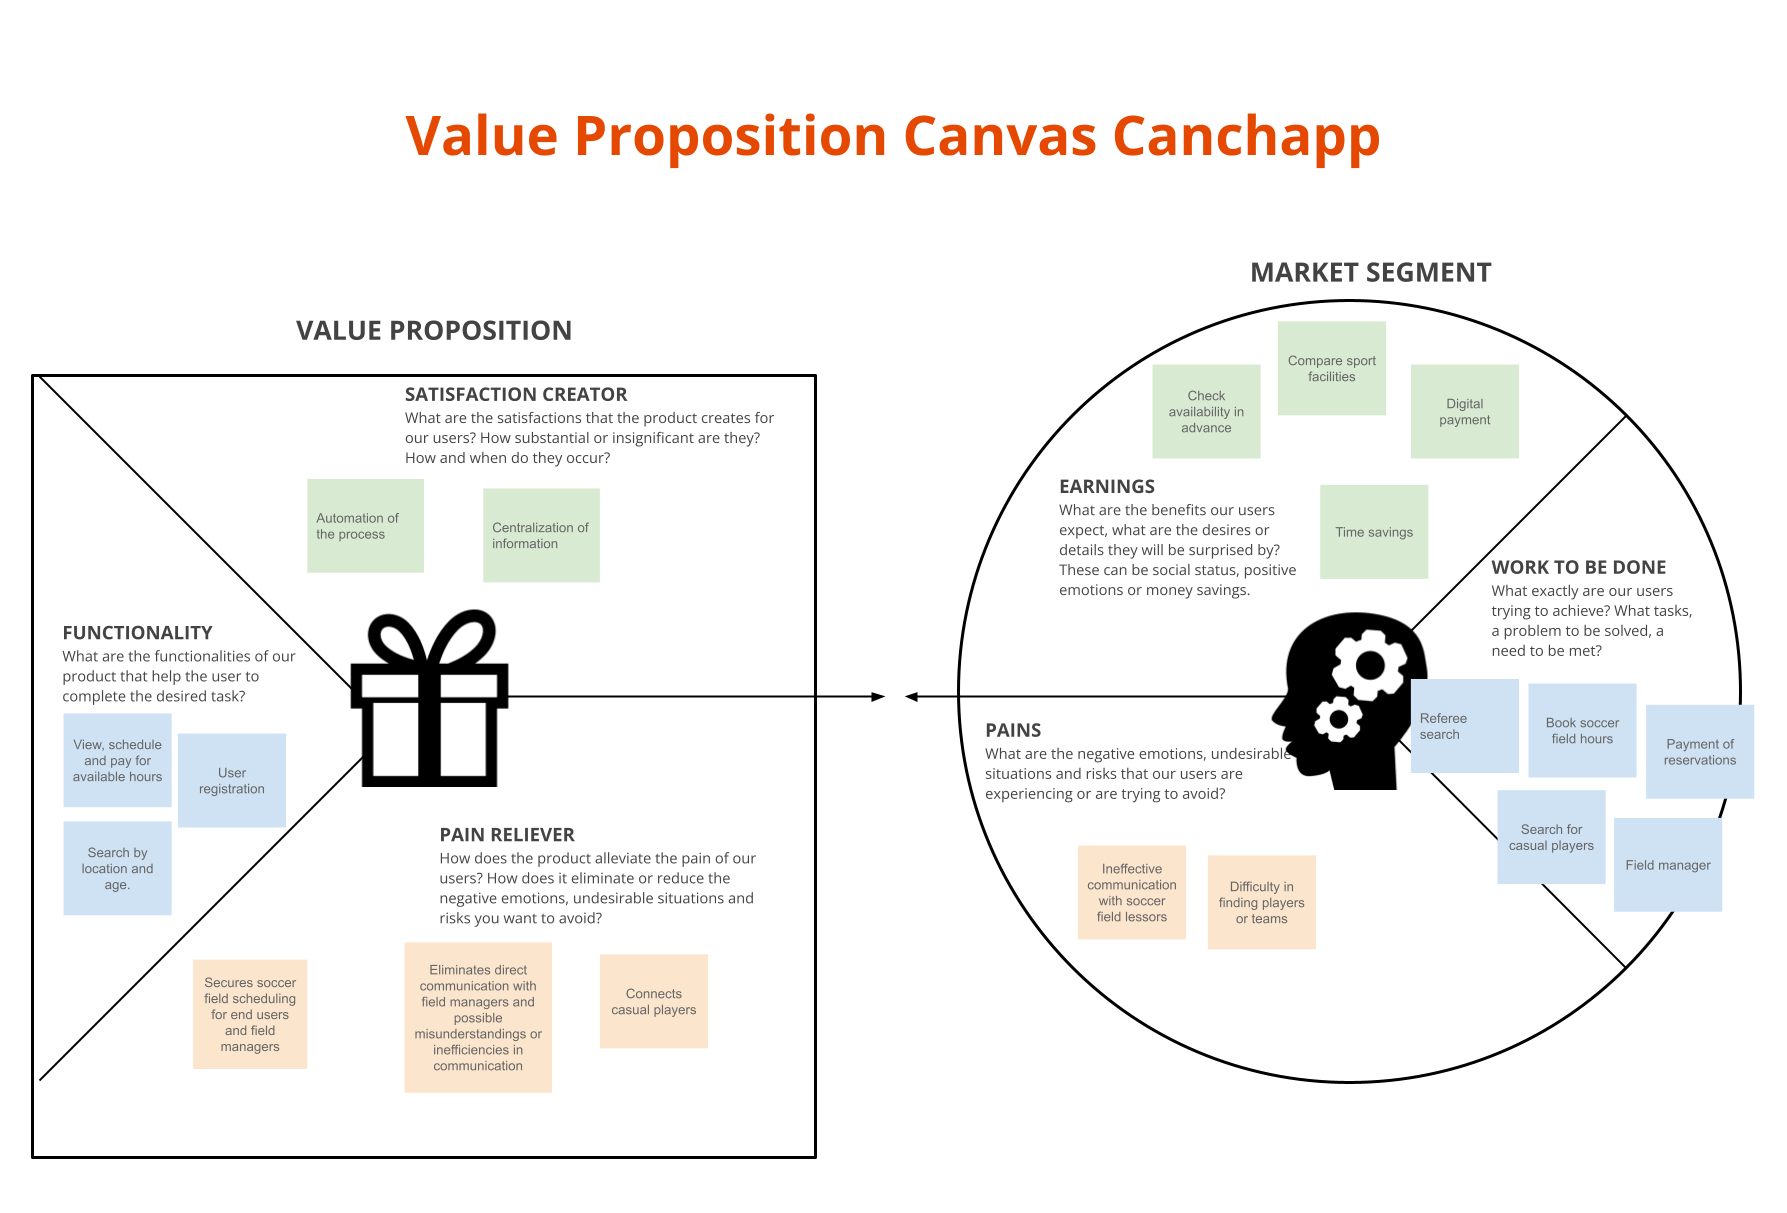 Value Proposition Canvas Canchapp
VALUE PROPOSITION
SATISFACTION CREATOR
What are the satisfactions that the product creates for
our users? How substantial or insignificant are they?
How and when do they occur?
Automation of
the process
Centralization of
information
FUNCTIONALITY
What are the functionalities of our
product that help the user to
complete the desired task?
View, schedule
and pay for
available hours
User
registration
Search by
location and
age.
PAIN RELIEVER
How does the product alleviate the pain of our
users? How does it eliminate or reduce the
negative emotions, undesirable situations and
risks you want to avoid?
Secures soccer
field scheduling
for end users
and field
managers
Eliminates direct
communication with
field managers and
possible
misunderstandings or
inefficiencies in
communication
Connects
casual players
MARKET SEGMENT
Check
availability in
advance
Compare sport
facilities
Digital
payment
EARNINGS
What are the benefits our users
expect, what are the desires or
details they will be surprised by?
These can be social status, positive
emotions or money savings.
Time savings
WORK TO BE DONE
What exactly are our users
trying to achieve? What tasks,
a problem to be solved, a
need to be met?
Referee
search
Book soccer
field hours
Payment of
reservations
Search for
casual players
Field manager
PAINS
What are the negative emotions, undesirable
situations and risks that our users are
experiencing or are trying to avoid?
Ineffective
communication
with soccer
field lessors
Difficulty in
finding players
or teams